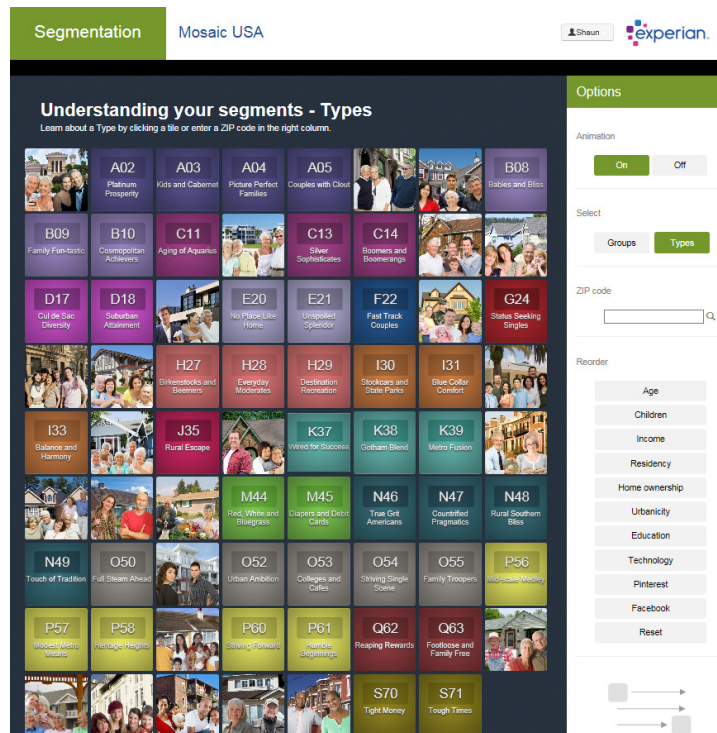 Segmentation
Mosaic USA
Shaun
experian.
Understanding your segments - Types
Learn about a Type by clicking a tile or enter a ZIP code in the right column.
A02
Platinum
Prosperity
A03
Kids and Cabernet
A04
Picture Perfect
Families
A05
Couples with Clout
B08
Babies and Bliss
B09
Family Fun-tastic
B10
Cosmopolitan
Achievers
C11
Aging of Aquarius
C13
Silver
Sophisticates
C14
Boomers and
Boomerangs
D17
Cul de Sac
Diversity
D18
Suburban
Attainment
E20
No Place Like
Home
E21
Unspoiled
Splendor
F22
Fast Track
Couples
G24
Status Seeking
Singles
H27
Birkenstocks and
Beemers
H28
Everyday
Moderates
H29
Destination
Recreation
I30
Stockcars and
State Parks
I31
Blue Collar
Comfort
I33
Balance and
Harmony
J35
Rural Escape
K37
Wired for Success
K38
Gotham Blend
K39
Metro Fusion
M44
Red, White and
Bluegrass
M45
Diapers and Debit
Cards
N46
True Grit
Americans
N47
Countrified
Pragmatics
N48
Rural Southern
Bliss
N49
Touch of Tradition
O50
Full Steam Ahead
O52
Urban Ambition
O53
Colleges and
Cafes
O54
Striving Single
Scene
O55
Family Troopers
P56
Mid-scale Medley
P57
Modest Metro
Means
P58
Heritage Heights
P60
Striving Forward
P61
Humble
Beginnings
Q62
Reaping Rewards
Q63
Footloose and
Family Free
S70
Tight Money
S71
Tough Times
Options
Animation
On
Off
Select
Groups
Types
ZIP code
Reorder
Age
Children
Income
Residency
Home ownership
Urbanicity
Education
Technology
Pinterest
Facebook
Reset